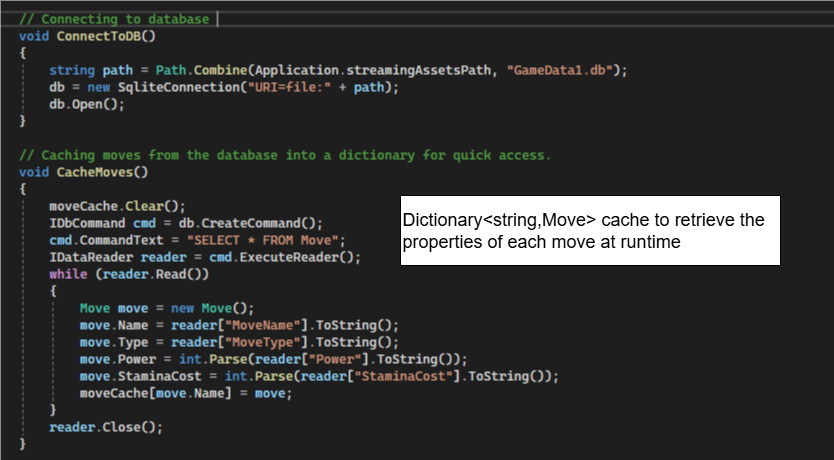 // Connecting to database
void ConnectToDB()
{
string path = Path.Combine(Application.streamingAssetsPath, "GameData1.db");
db = new SqliteConnection("URI=file:" + path);
db.Open();
}
// Caching moves from the database into a dictionary for quick access.
void CacheMoves()
{
moveCache.Clear();
IDbCommand cmd = db.CreateCommand();
cmd.CommandText = "SELECT * FROM Move";
IDataReader reader = cmd.ExecuteReader();
while (reader.Read())
{
Move move = new Move();
move.Name = reader["MoveName"].ToString();
move.Type = reader["MoveType"].ToString();
move.Power = int.Parse(reader["Power"].ToString());
move.StaminaCost = int.Parse(reader["StaminaCost"].ToString());
moveCache[move.Name] = move;
}
reader.Close();
}
Dictionary<string,Move> cache to retrieve the
properties of each move at runtime